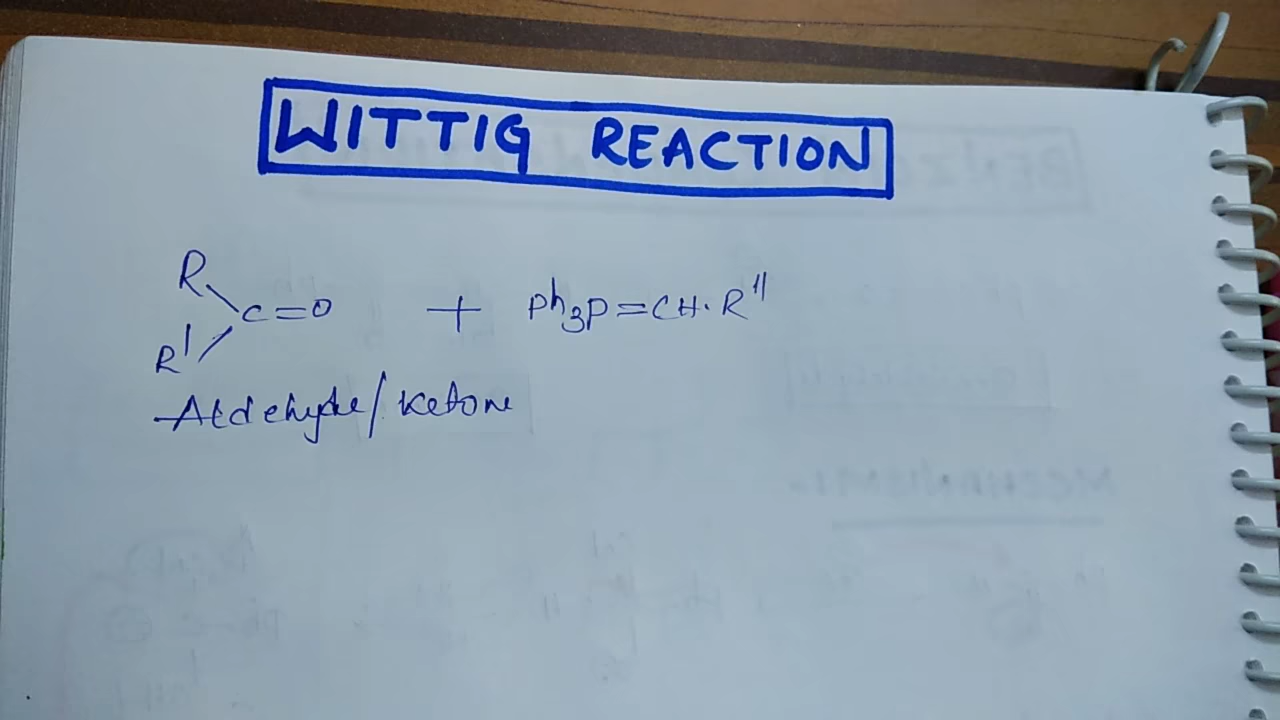 WITTIG REACTION
R
C=O + Ph3P=CH·R"
R'
Aldehyde/Ketone